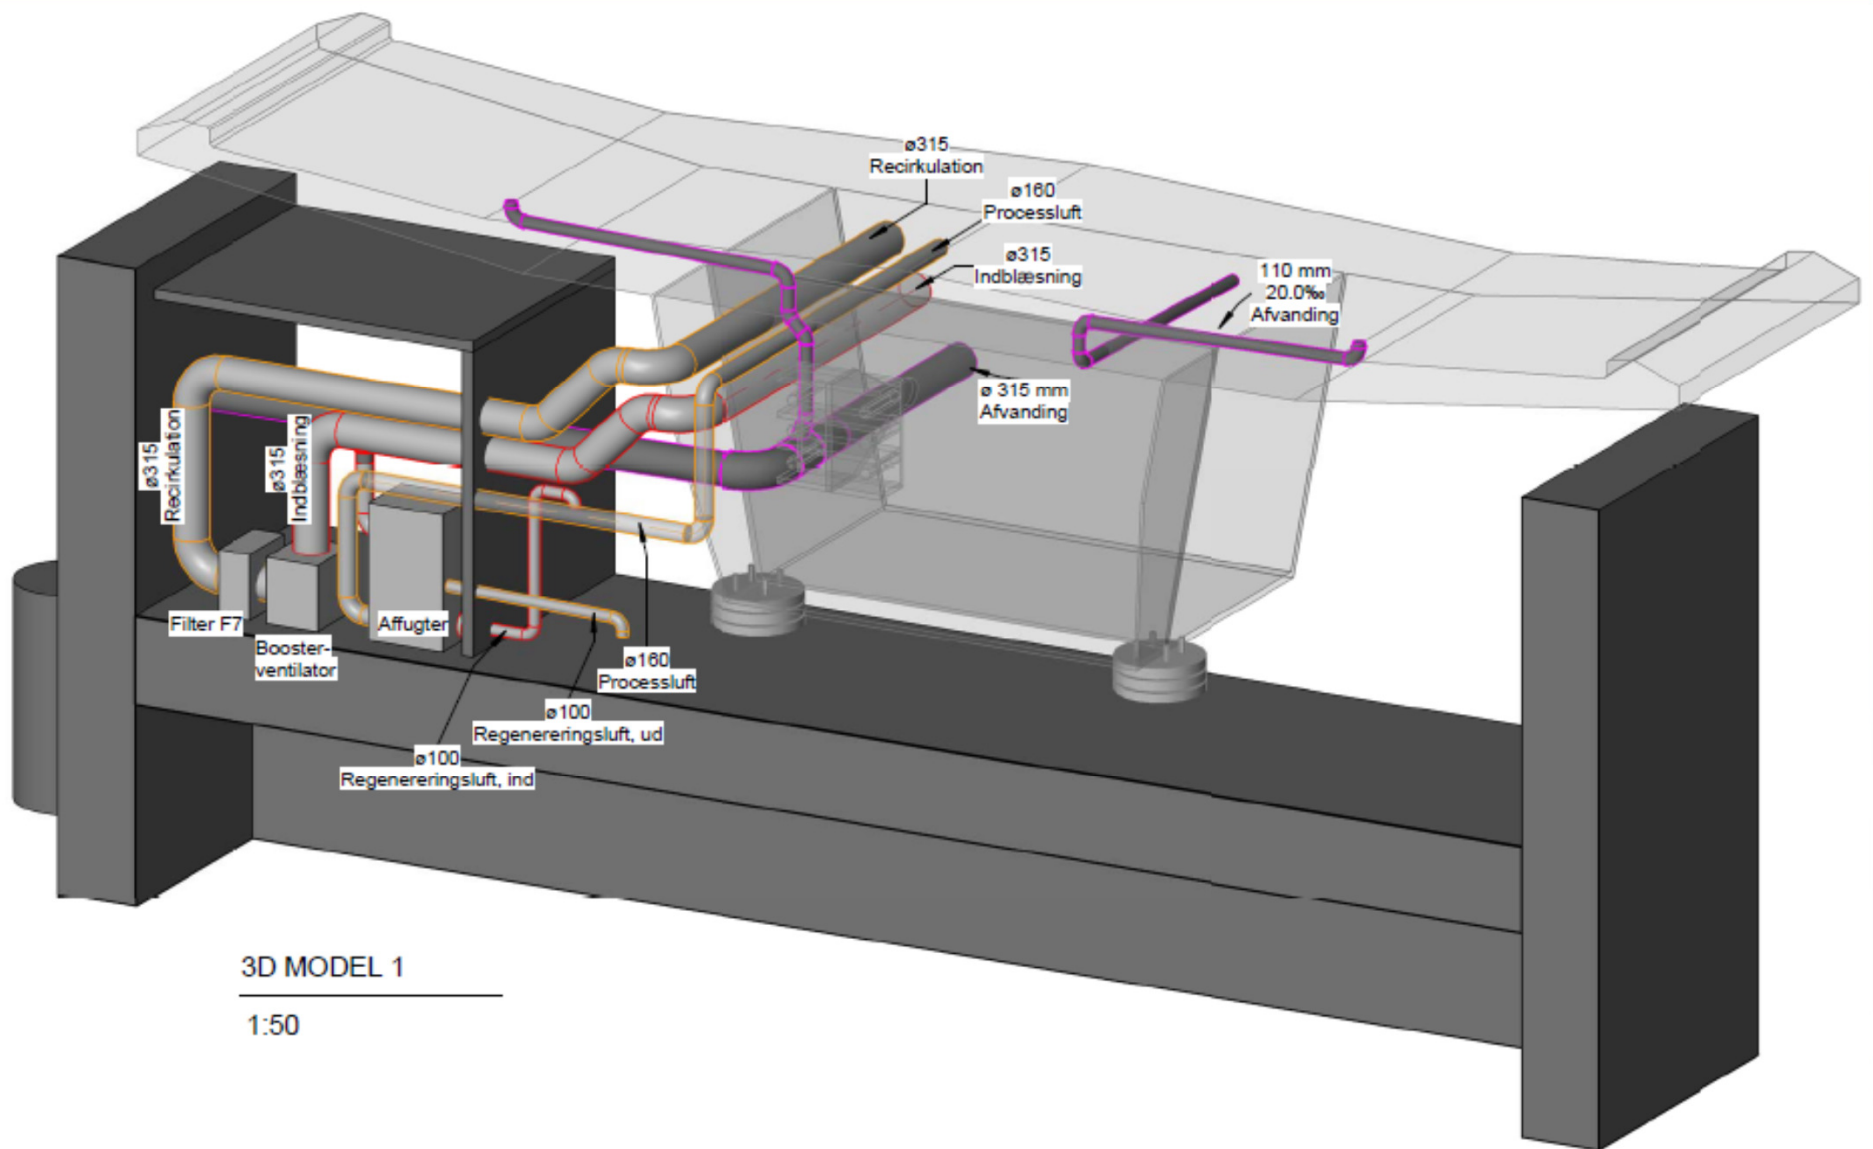 ø315
Recirkulation
ø160
Processluft
ø315
Indblæsning
110 mm
20.0‰
Afvanding
ø 315 mm
Afvanding
ø315
Recirkulation
ø315
Indblæsning
Filter F7
Booster-
ventilator
Affugter
ø160
Processluft
ø100
Regenereringsluft, ud
ø100
Regenereringsluft, ind
3D MODEL 1
1:50